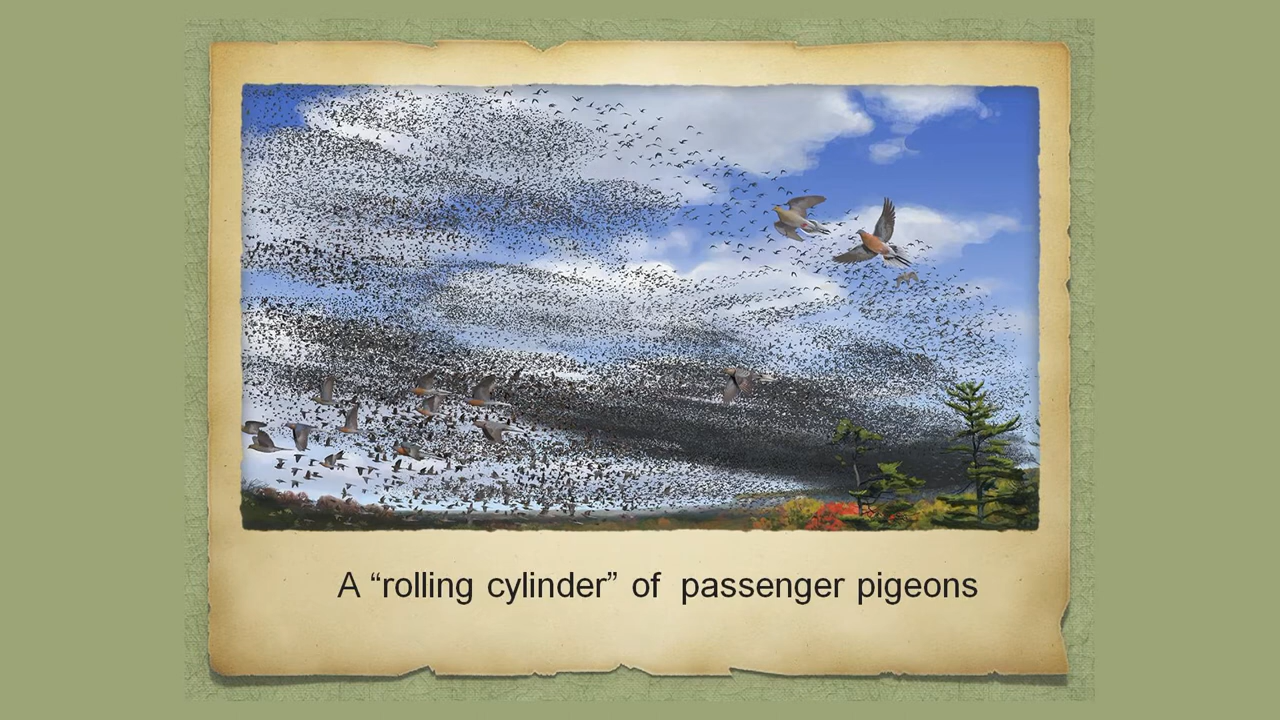 A “rolling cylinder” of passenger pigeons